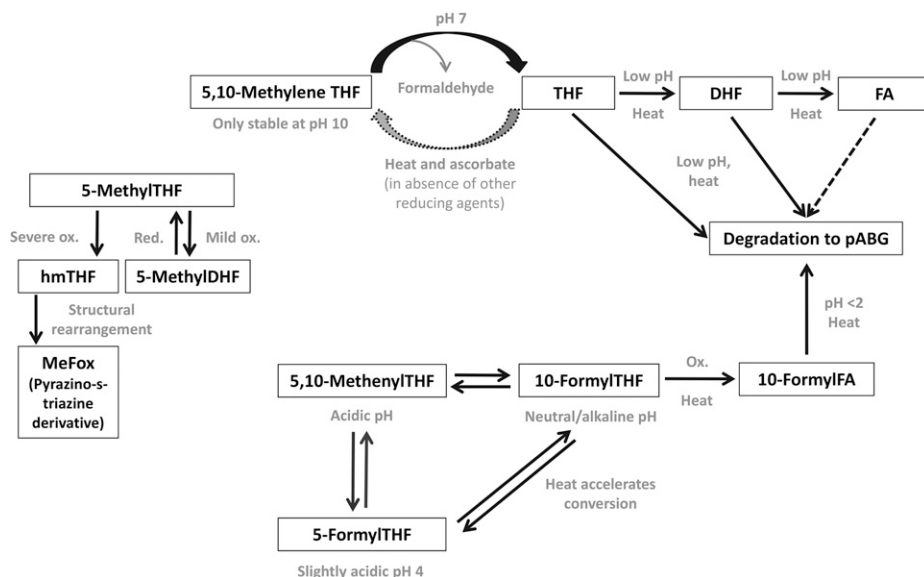 pH 7
5,10-Methylene THF
Formaldehyde
THF
Low pH
Heat
DHF
Low pH
Heat
FA
Only stable at pH 10
Heat and ascorbate
(in absence of other
reducing agents)
Low pH,
heat
Degradation to pABG
5-MethylTHF
Severe ox.
Red.
Mild ox.
hmTHF
5-MethylDHF
Structural
rearrangement
MeFox
(Pyrazino-s-
triazine
derivative)
pH <2
Heat
5,10-MethenylTHF
10-FormylTHF
Ox.
Heat
10-FormylFA
Acidic pH
Neutral/alkaline pH
Heat accelerates
conversion
5-FormylTHF
Slightly acidic pH 4